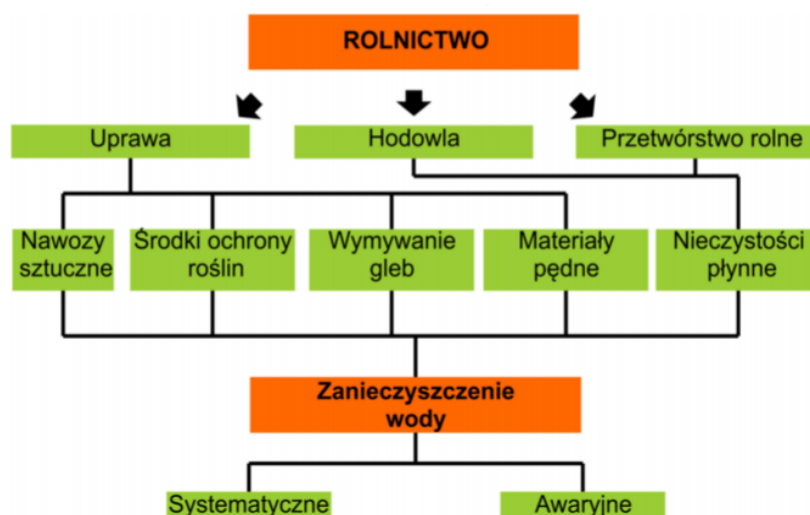 ROLNICTWO
Uprawa
Hodowla
Przetwórstwo rolne
Nawozy
sztuczne
Środki ochrony
roślin
Wymywanie
gleb
Materiały
pędne
Nieczystości
płynne
Zanieczyszczenie
wody
Systematyczne
Awaryjne